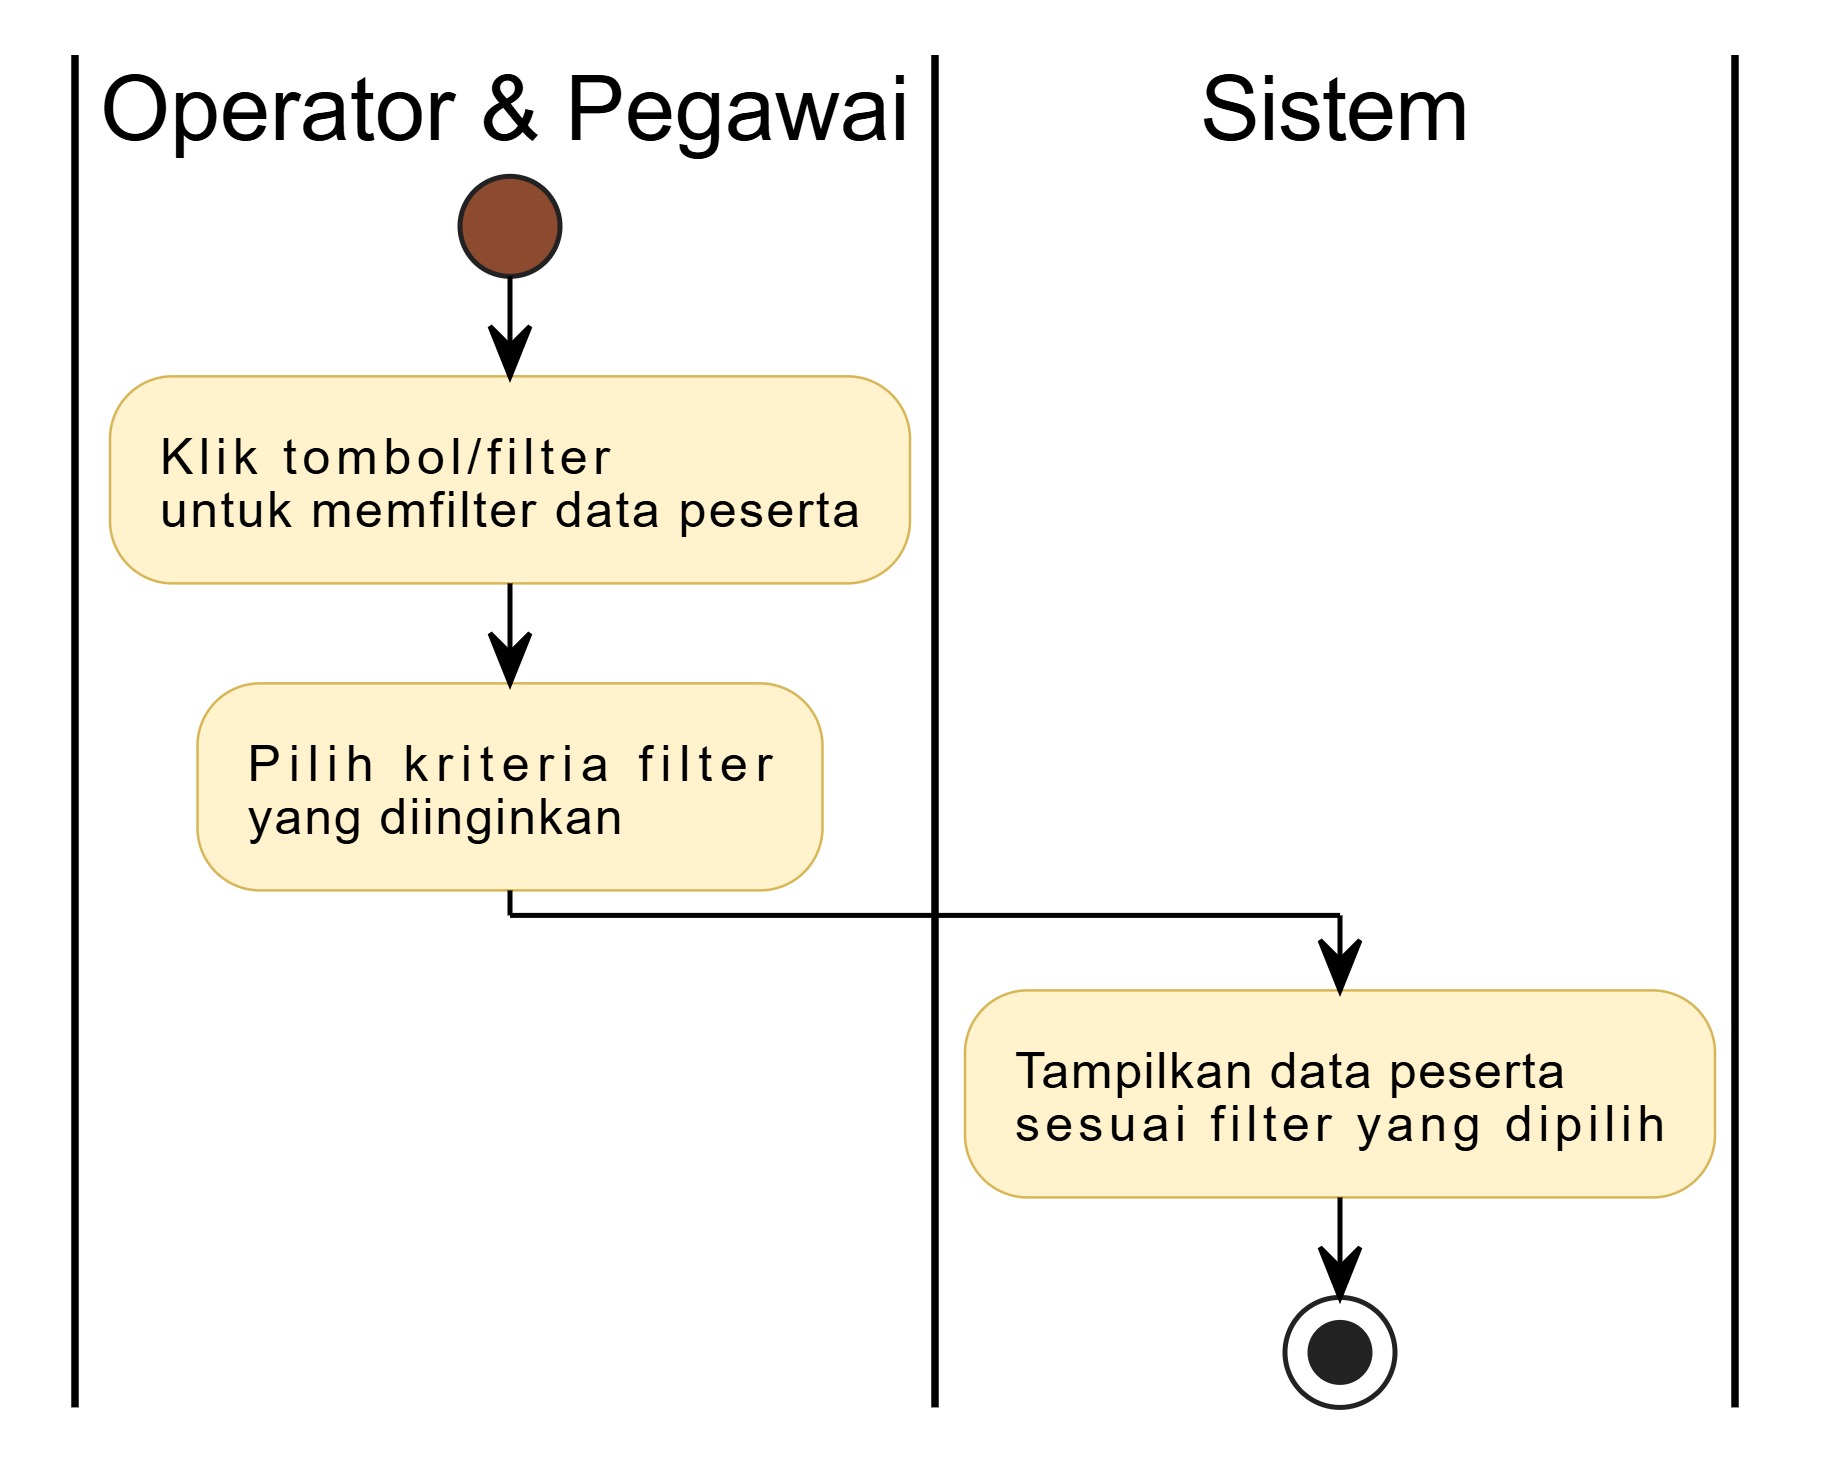 Operator & Pegawai
Sistem
Klik tombol/filter
untuk memfilter data peserta
Pilih kriteria filter
yang diinginkan
Tampilkan data peserta
sesuai filter yang dipilih